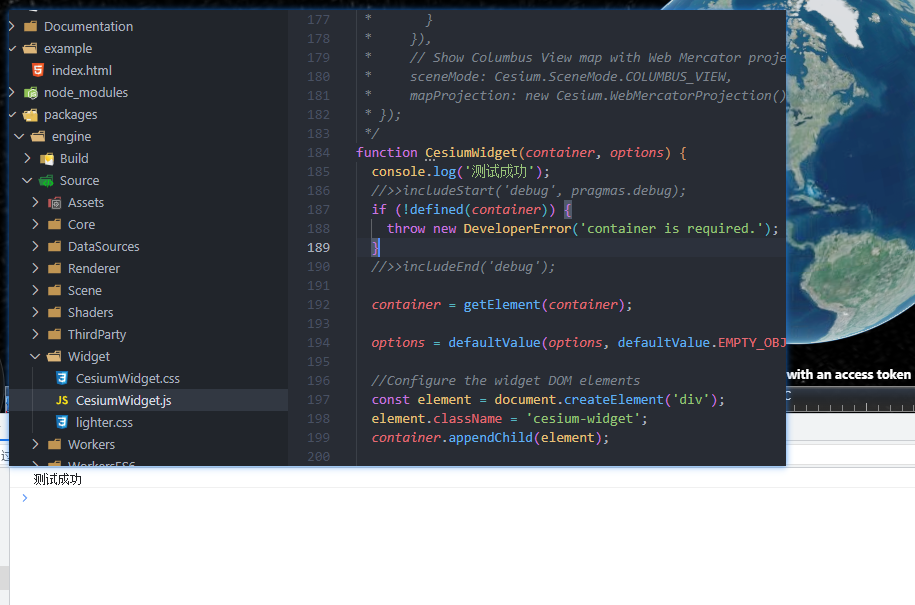 Documentation
example
index.html
node_modules
packages
engine
Build
Source
Assets
Core
DataSources
Renderer
Scene
Shaders
ThirdParty
Widget
CesiumWidget.css
JS CesiumWidget.js
lighter.css
Workers
WorkersES6
177 * }
178 * }),
179 * // Show Columbus View map with Web Mercator proje
180 * sceneMode: Cesium.SceneMode.COLUMBUS_VIEW,
181 * mapProjection: new Cesium.WebMercatorProjection()
182 * });
183 */
184 function CesiumWidget(container, options) {
185 console.log('测试成功');
186 //>>includeStart('debug', pragmas.debug);
187 if (!defined(container)) {
188 throw new DeveloperError('container is required.');
189 }
190 //>>includeEnd('debug');
191
192 container = getElement(container);
193
194 options = defaultValue(options, defaultValue.EMPTY_OBJ
195
196 //Configure the widget DOM elements
197 const element = document.createElement('div');
198 element.className = 'cesium-widget';
199 container.appendChild(element);
200
with an access token
C
测试成功